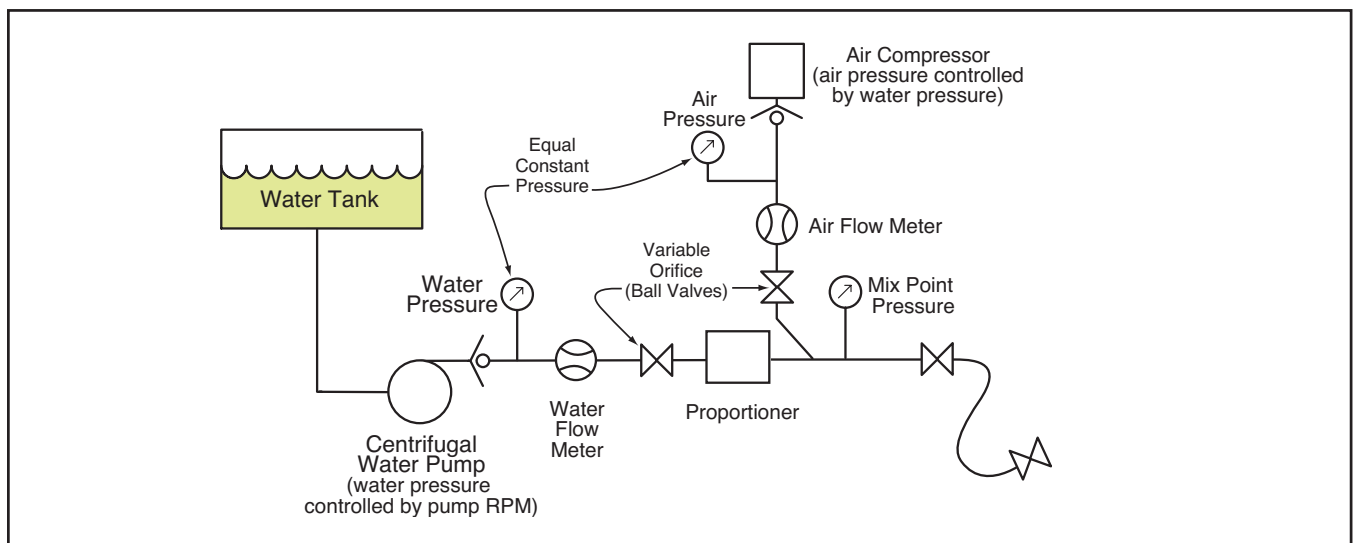 Air Compressor
(air pressure controlled
by water pressure)
Air
Pressure
Equal
Constant
Pressure
Water Tank
Air Flow Meter
Variable
Orifice
(Ball Valves)
Water
Pressure
Mix Point
Pressure
Proportioner
Water
Flow
Meter
Centrifugal
Water Pump
(water pressure
controlled by pump RPM)